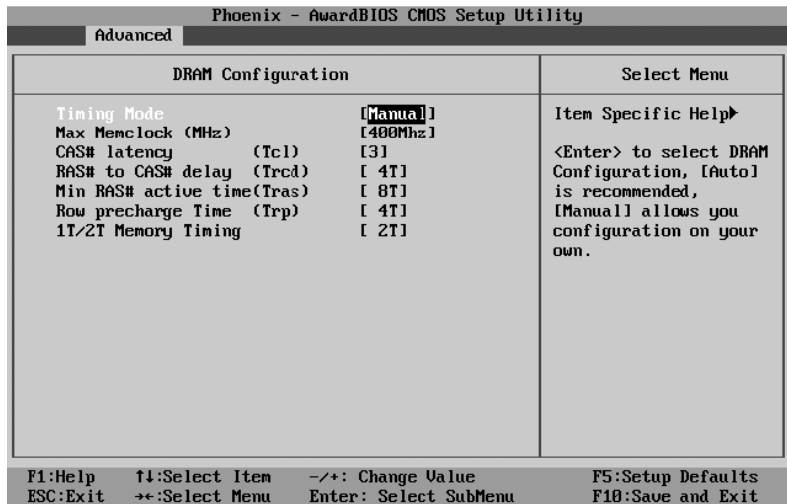 Phoenix - AwardBIOS CMOS Setup Utility
Advanced
DRAM Configuration
Select Menu
Timing Mode [Manual]
Max Memclock (MHz) [400Mhz]
CAS# latency (Tcl) [3]
RAS# to CAS# delay (Trcd) [ 4T]
Min RAS# active time(Tras) [ 8T]
Row precharge Time (Trp) [ 4T]
1T/2T Memory Timing [ 2T]
Item Specific Help▶
<Enter> to select DRAM
Configuration, [Auto]
is recommended,
[Manual] allows you
configuration on your
own.
F1:Help ↑↓:Select Item -/+: Change Value F5:Setup Defaults
ESC:Exit →←:Select Menu Enter: Select SubMenu F10:Save and Exit